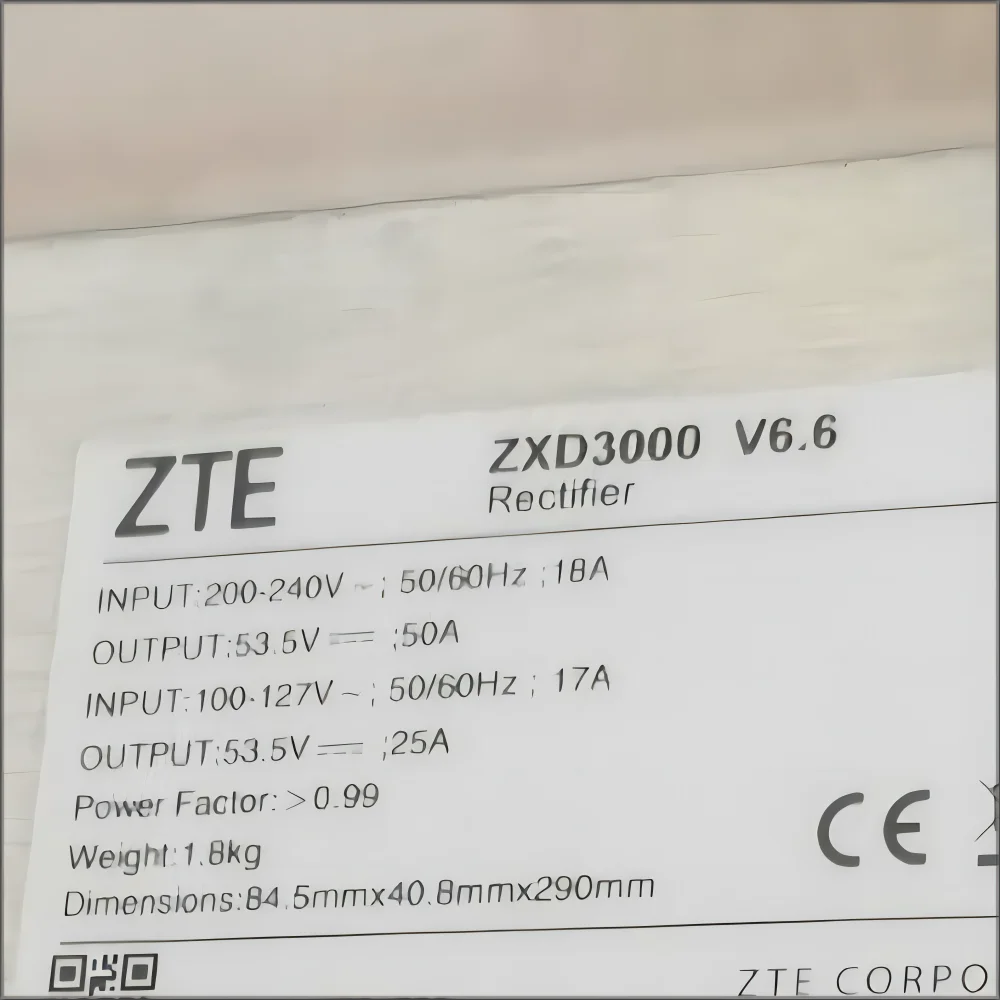 ZTE
ZXD3000 V6.6
Rectifier
INPUT:200-240V ~; 50/60Hz ;18A
OUTPUT:53.5V ⎓ ;50A
INPUT:100-127V ~; 50/60Hz ; 17A
OUTPUT:53.5V ⎓ ;25A
Power Factor:>0.99
Weight:1.8kg
Dimensions:84.5mmx40.8mmx290mm
CE
ZTE CORPO